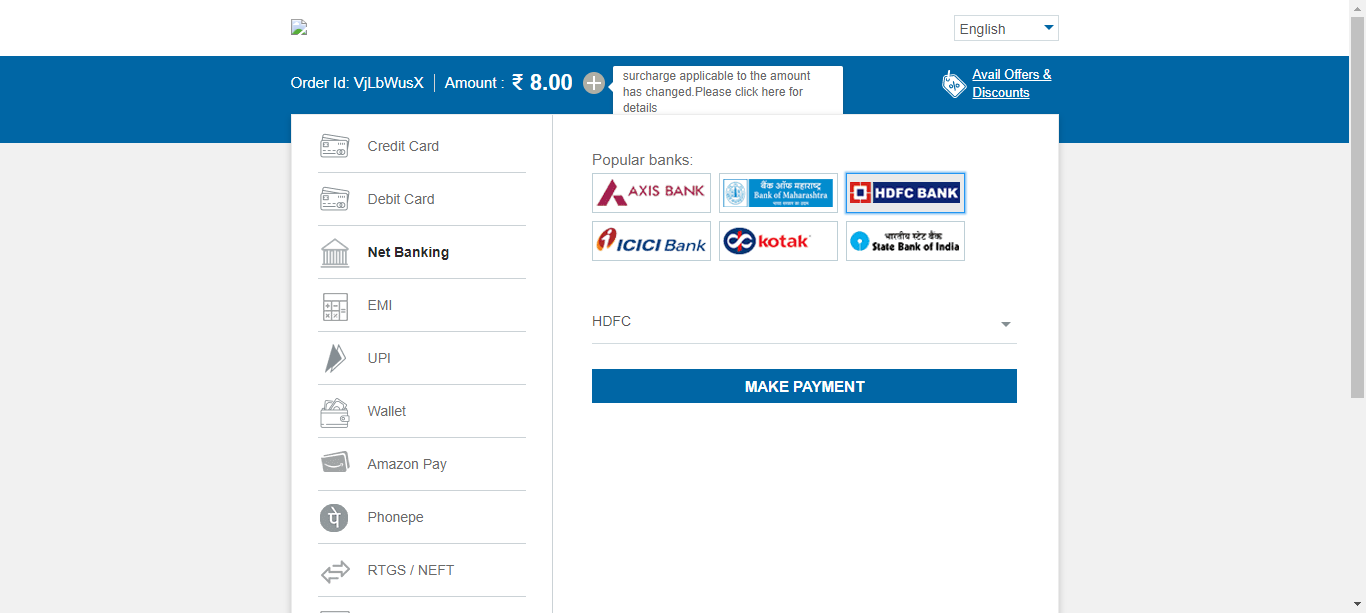 English
Order Id: VjLbWusX
Amount : ₹ 8.00
surcharge applicable to the amount
has changed.Please click here for
details
Avail Offers &
Discounts
Credit Card
Debit Card
Net Banking
EMI
UPI
Wallet
Amazon Pay
Phonepe
RTGS / NEFT
Popular banks:
AXIS BANK
बैंक ऑफ महाराष्ट्र
Bank of Maharashtra
HDFC BANK
ICICI Bank
kotak
भारतीय स्टेट बैंक
State Bank of India
HDFC
MAKE PAYMENT